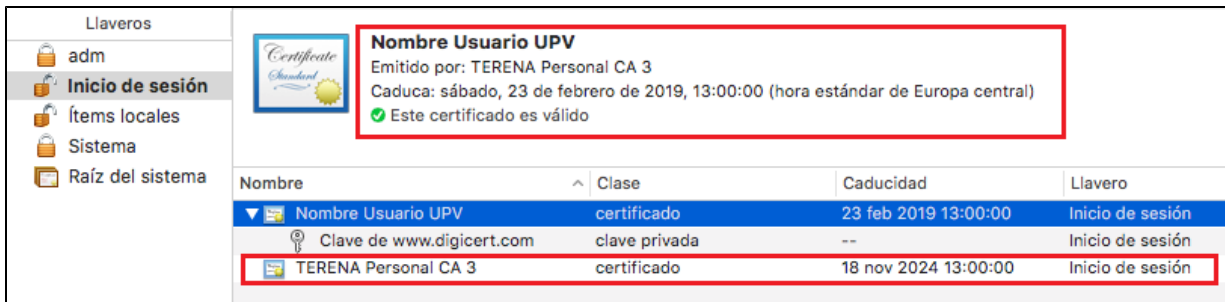 Llaveros
adm
Inicio de sesión
Ítems locales
Sistema
Raíz del sistema
Certificate
Standard
Nombre Usuario UPV
Emitido por: TERENA Personal CA 3
Caduca: sábado, 23 de febrero de 2019, 13:00:00 (hora estándar de Europa central)
Este certificado es válido
Nombre Clase Caducidad Llavero
Nombre Usuario UPV certificado 23 feb 2019 13:00:00 Inicio de sesión
Clave de www.digicert.com clave privada -- Inicio de sesión
TERENA Personal CA 3 certificado 18 nov 2024 13:00:00 Inicio de sesión